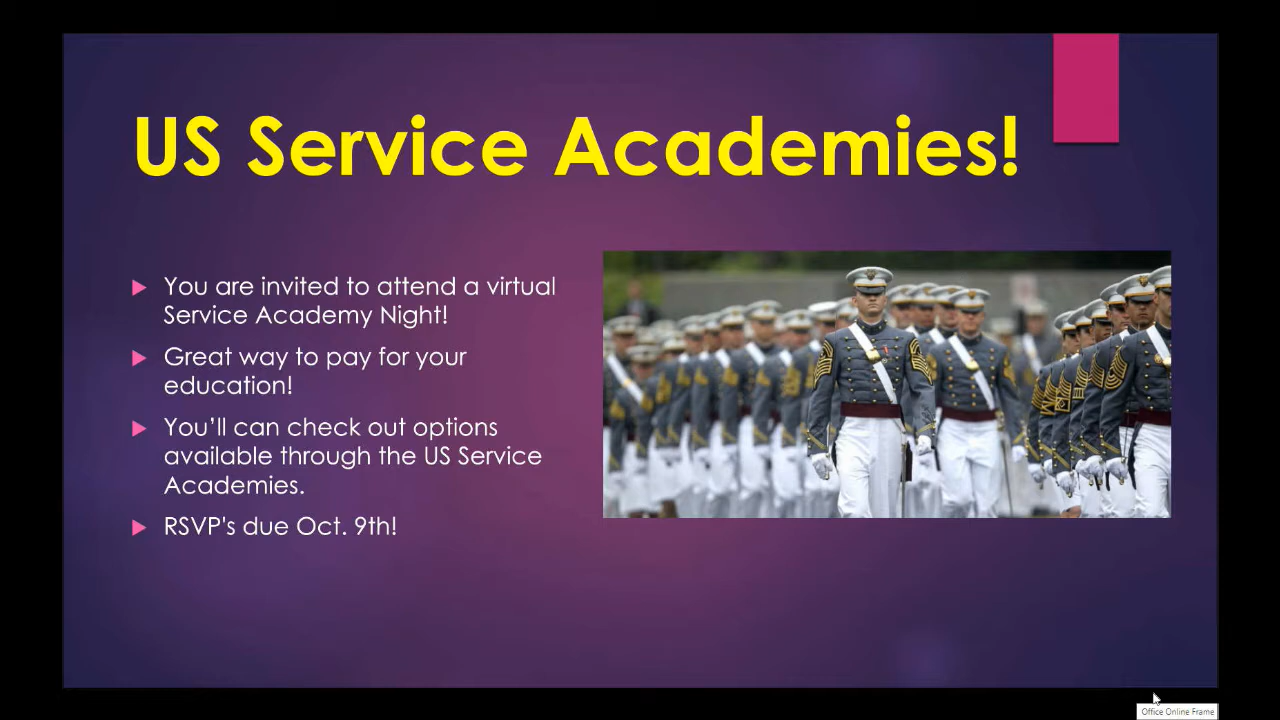 US Service Academies!
You are invited to attend a virtual
Service Academy Night!
Great way to pay for your
education!
You'll can check out options
available through the US Service
Academies.
RSVP's due Oct. 9th!
Office Online Frame